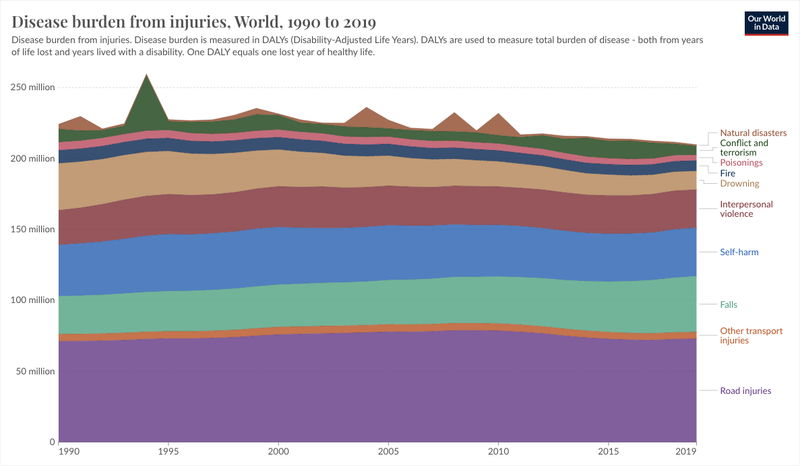 Disease burden from injuries, World, 1990 to 2019
Our World
in Data
Disease burden from injuries. Disease burden is measured in DALYs (Disability-Adjusted Life Years). DALYs are used to measure total burden of disease - both from years
of life lost and years lived with a disability. One DALY equals one lost year of healthy life.
250 million
200 million
150 million
100 million
50 million
0
Natural disasters
Conflict and
terrorism
Poisonings
Fire
Drowning
Interpersonal
violence
Self-harm
Falls
Other transport
injuries
Road injuries
1990
1995
2000
2005
2010
2015
2019